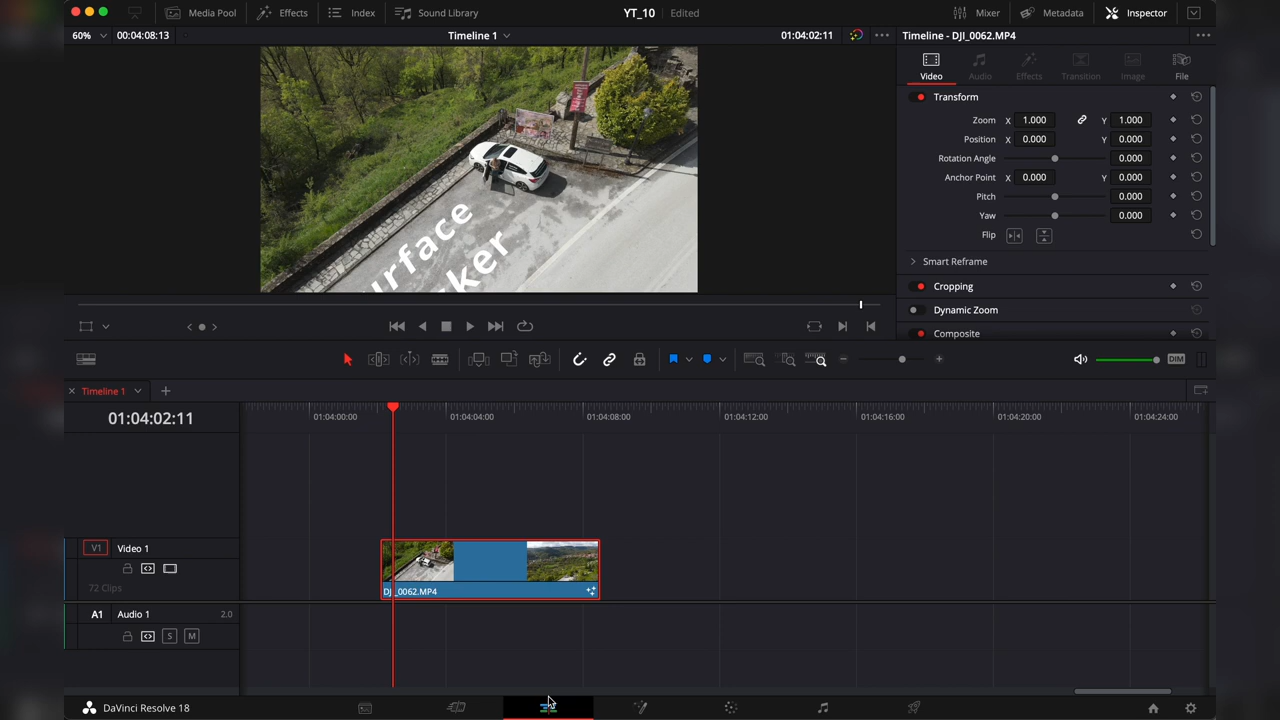 Media Pool
Effects
Index
Sound Library
YT_10
Edited
Mixer
Metadata
Inspector
60%
00:04:08:13
Timeline 1
01:04:02:11
Timeline - DJI_0062.MP4
Video
Audio
Effects
Transition
Image
File
Transform
Zoom X 1.000 Y 1.000
Position X 0.000 Y 0.000
Rotation Angle 0.000
Anchor Point X 0.000 Y 0.000
Pitch 0.000
Yaw 0.000
Flip
Smart Reframe
Cropping
Dynamic Zoom
Composite
urface
ker
DIM
Timeline 1
01:04:02:11
01:04:00:00
01:04:04:00
01:04:08:00
01:04:12:00
01:04:16:00
01:04:20:00
01:04:24:00
V1 Video 1
72 Clips
DJI_0062.MP4
A1 Audio 1 2.0
S M
DaVinci Resolve 18